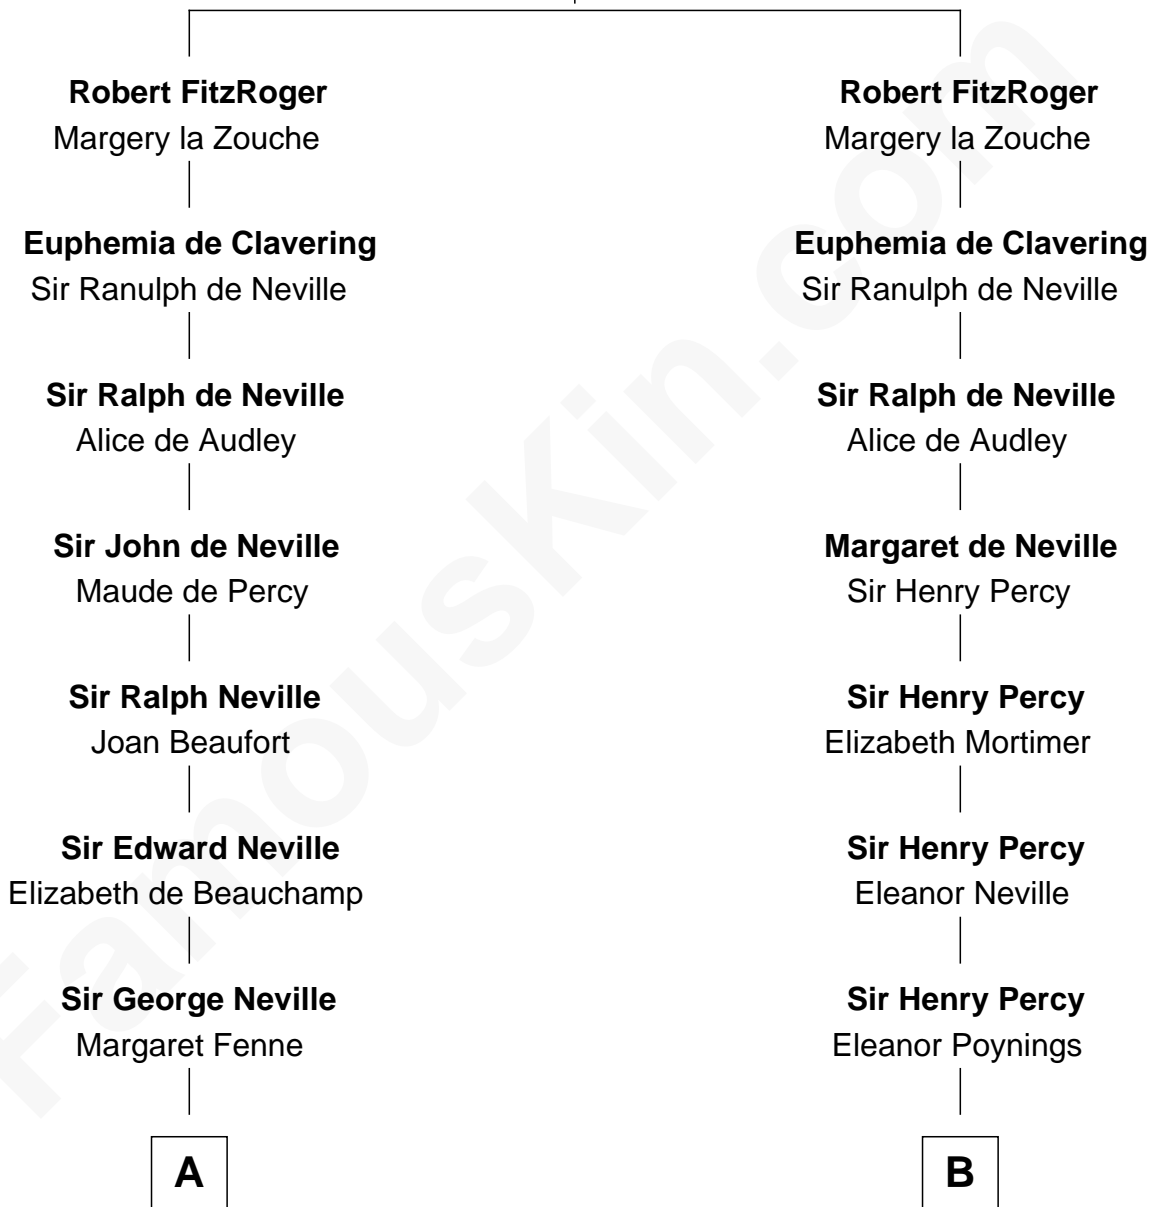 Robert FitzRoger
Margery la Zouche
Euphemia de Clavering
Sir Ranulph de Neville
Sir Ralph de Neville
Alice de Audley
Sir John de Neville
Maude de Percy
Sir Ralph Neville
Joan Beaufort
Sir Edward Neville
Elizabeth de Beauchamp
Sir George Neville
Margaret Fenne
A
Robert FitzRoger
Margery la Zouche
Euphemia de Clavering
Sir Ranulph de Neville
Sir Ralph de Neville
Alice de Audley
Margaret de Neville
Sir Henry Percy
Sir Henry Percy
Elizabeth Mortimer
Sir Henry Percy
Eleanor Neville
Sir Henry Percy
Eleanor Poynings
B
FamousKin.com